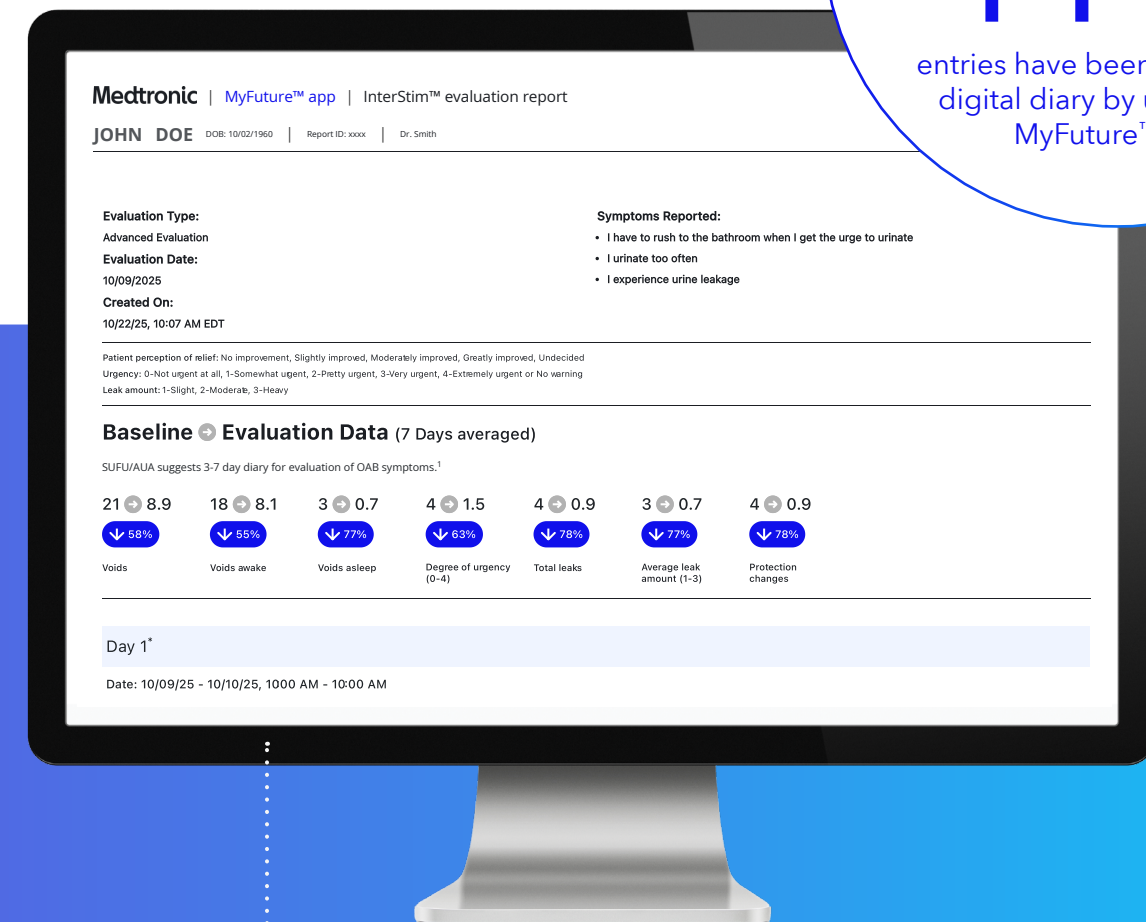 entries have been
digital diary by
MyFuture™
Medtronic | MyFuture™ app | InterStim™ evaluation report
JOHN DOE DOB: 10/02/1960 | Report ID: xxxx | Dr. Smith
Evaluation Type:
Advanced Evaluation
Evaluation Date:
10/09/2025
Created On:
10/22/25, 10:07 AM EDT
Symptoms Reported:
• I have to rush to the bathroom when I get the urge to urinate
• I urinate too often
• I experience urine leakage
Patient perception of relief: No improvement, Slightly improved, Moderately improved, Greatly improved, Undecided
Urgency: 0-Not urgent at all, 1-Somewhat urgent, 2-Pretty urgent, 3-Very urgent, 4-Extremely urgent or No warning
Leak amount: 1-Slight, 2-Moderate, 3-Heavy
Baseline → Evaluation Data (7 Days averaged)
SUFU/AUA suggests 3-7 day diary for evaluation of OAB symptoms.1
21 → 8.9 18 → 8.1 3 → 0.7 4 → 1.5 4 → 0.9 3 → 0.7 4 → 0.9
↓ 58% ↓ 55% ↓ 77% ↓ 63% ↓ 78% ↓ 77% ↓ 78%
Voids Voids awake Voids asleep Degree of urgency Total leaks Average leak Protection
(0-4) amount (1-3) changes
Day 1*
Date: 10/09/25 - 10/10/25, 1000 AM - 10:00 AM